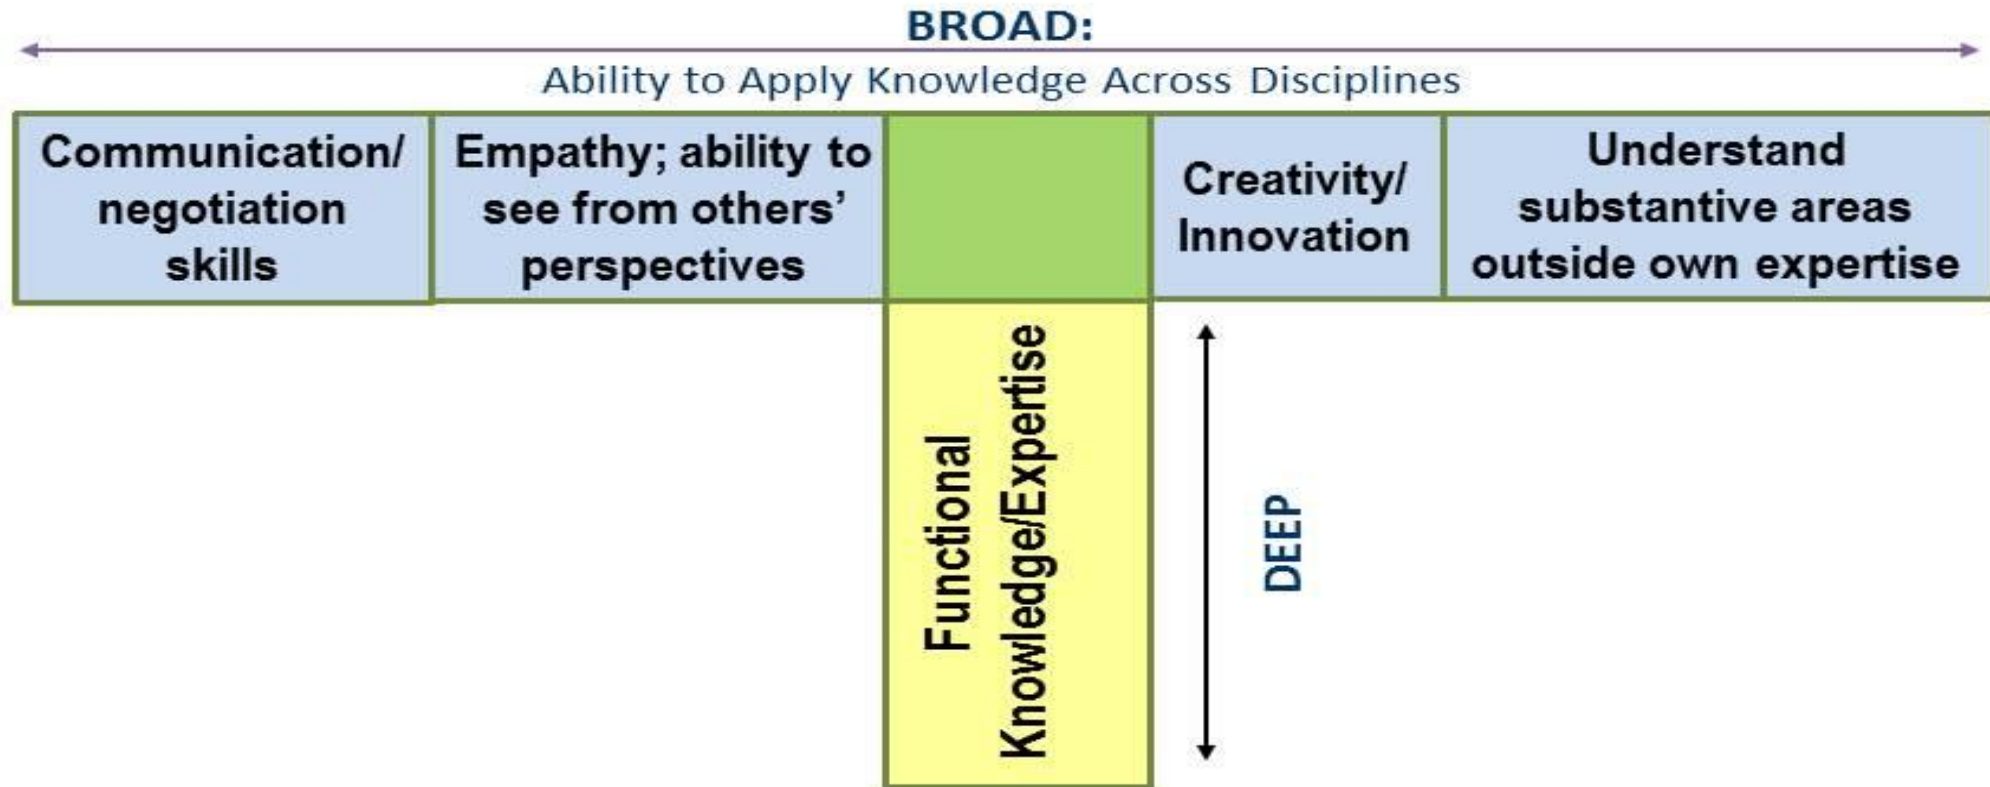 BROAD:
Ability to Apply Knowledge Across Disciplines
Communication/
negotiation
skills
Empathy; ability to
see from others’
perspectives
Creativity/
Innovation
Understand
substantive areas
outside own expertise
Functional
Knowledge/Expertise
DEEP